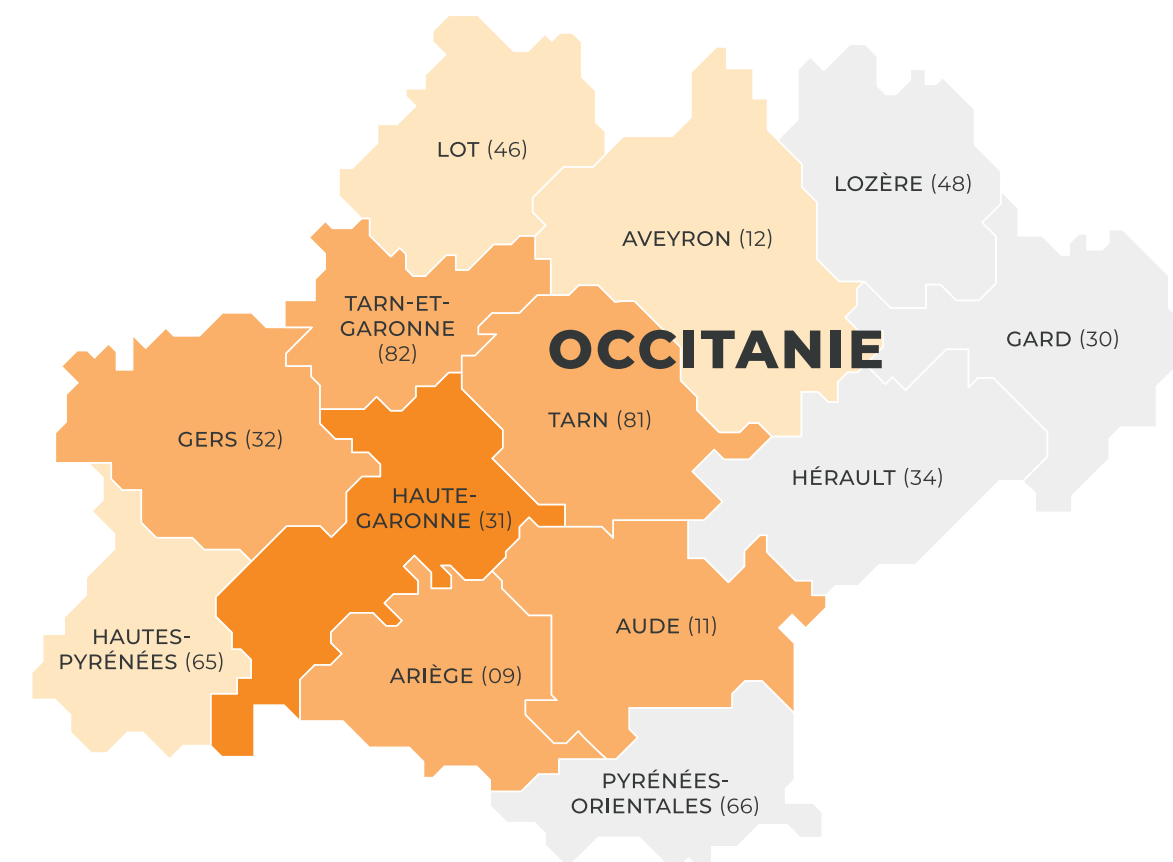 LOT (46)
LOZÈRE (48)
AVEYRON (12)
TARN-ET-
GARONNE
(82)
OCCITANIE
GARD (30)
GERS (32)
TARN (81)
HÉRAULT (34)
HAUTE-
GARONNE (31)
HAUTES-
PYRÉNÉES (65)
AUDE (11)
ARIÈGE (09)
PYRÉNÉES-
ORIENTALES (66)